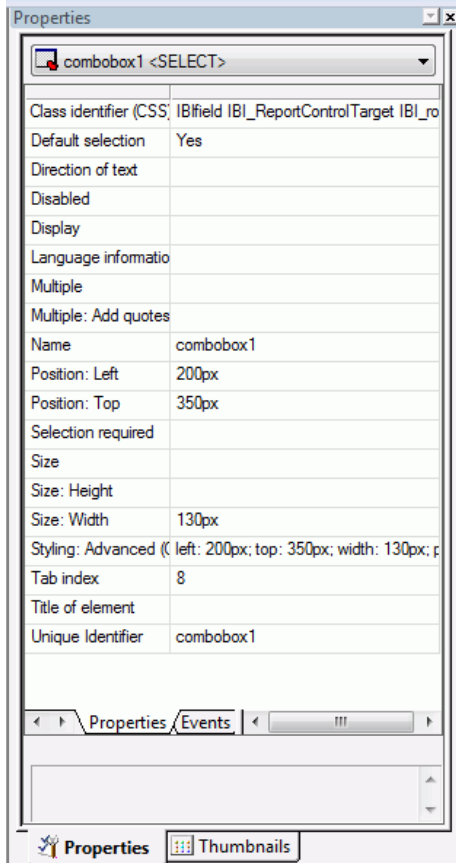 Properties
combobox1 <SELECT>
Class identifier (CSS) IBIfield IBI_ReportControlTarget IBI_ro
Default selection Yes
Direction of text
Disabled
Display
Language informatio
Multiple
Multiple: Add quotes
Name combobox1
Position: Left 200px
Position: Top 350px
Selection required
Size
Size: Height
Size: Width 130px
Styling: Advanced (C left: 200px; top: 350px; width: 130px; p
Tab index 8
Title of element
Unique Identifier combobox1
Properties Events
Properties Thumbnails